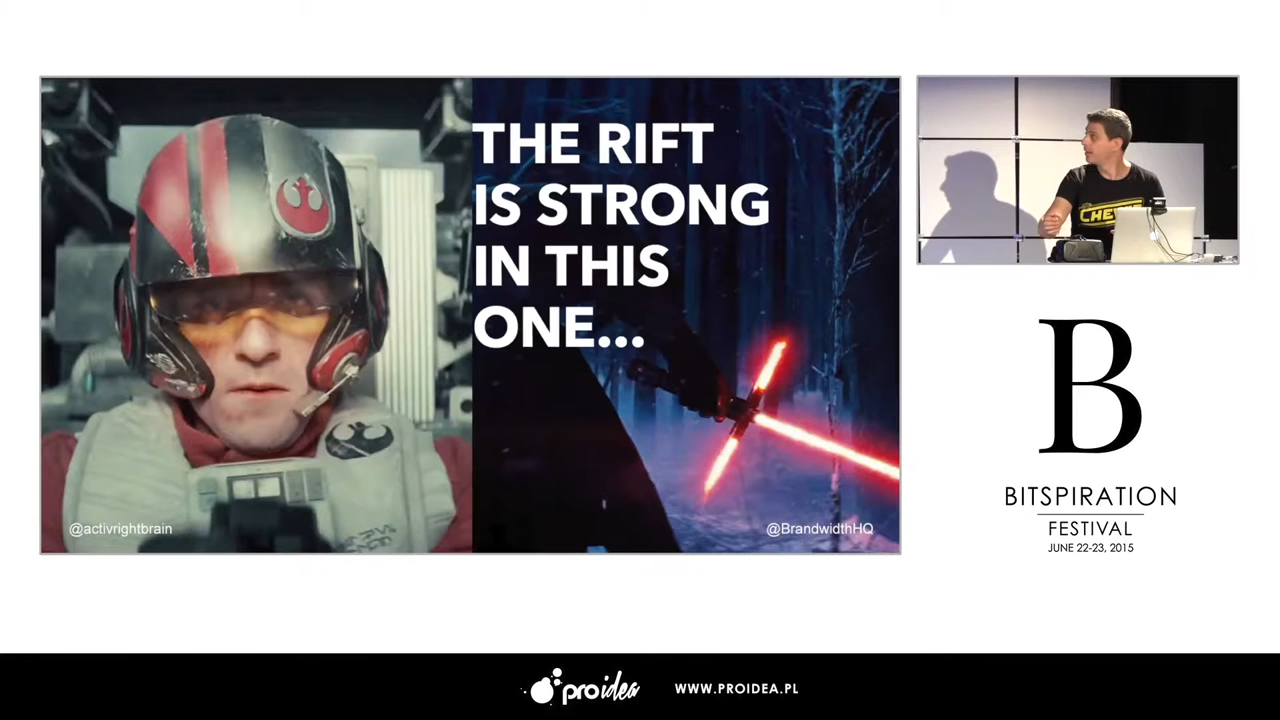 THE RIFT
IS STRONG
IN THIS
ONE...
@activrightbrain
@BrandwidthHQ
CHEWIE
B
BITSPIRATION
FESTIVAL
JUNE 22-23, 2015
proidea
WWW.PROIDEA.PL